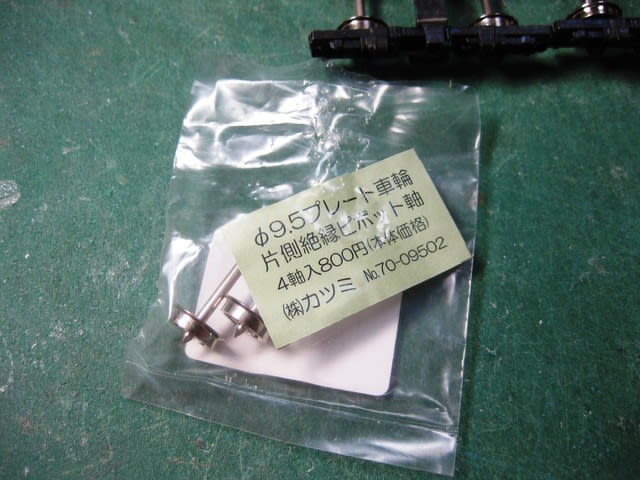 φ9.5プレート車輪
片側絶縁ピボット軸
4軸入800円(本体価格)
(株)カツミ No.70-09502